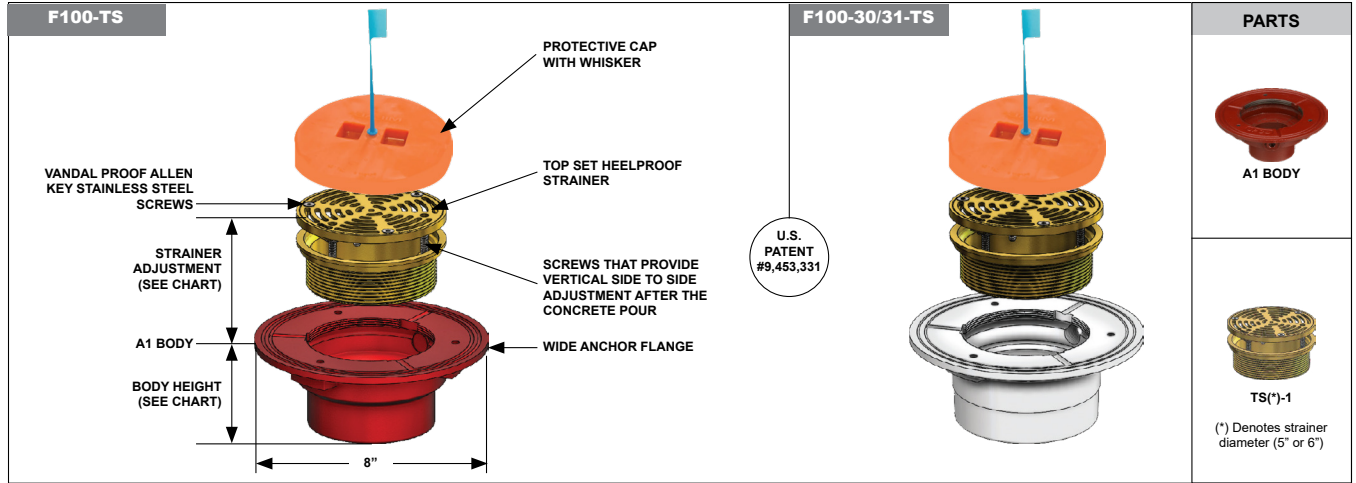 F100-TS
PROTECTIVE CAP
WITH WHISKER
VANDAL PROOF ALLEN
KEY STAINLESS STEEL
SCREWS
TOP SET HEELPROOF
STRAINER
STRAINER
ADJUSTMENT
(SEE CHART)
SCREWS THAT PROVIDE
VERTICAL SIDE TO SIDE
ADJUSTMENT AFTER THE
CONCRETE POUR
A1 BODY
WIDE ANCHOR FLANGE
BODY HEIGHT
(SEE CHART)
8”
F100-30/31-TS
U.S.
PATENT
#9,453,331
PARTS
A1 BODY
TS(*)-1
(*) Denotes strainer
diameter (5” or 6”)